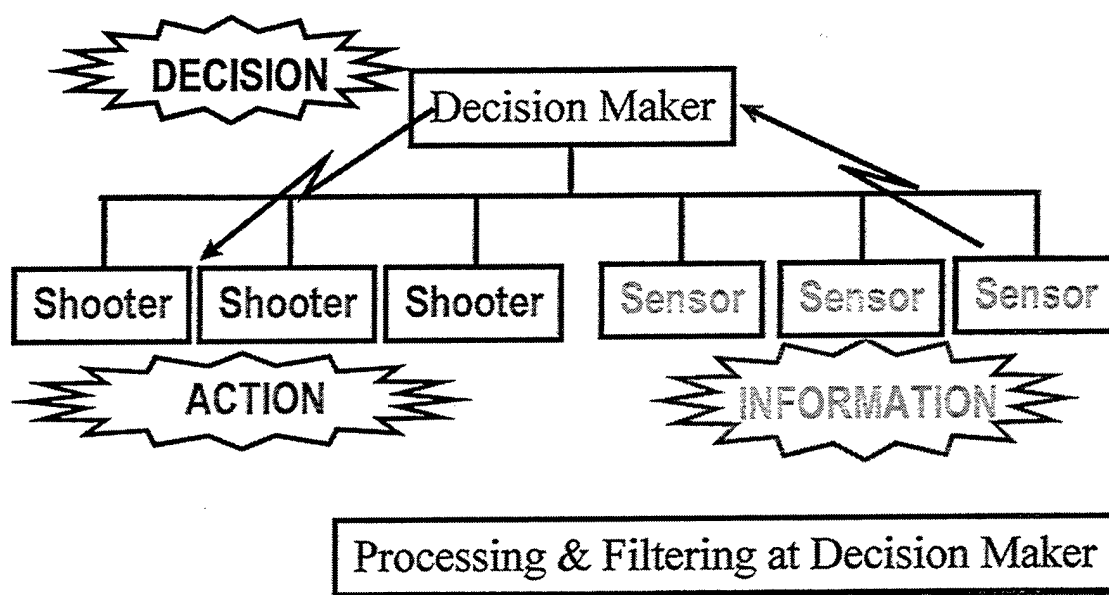 DECISION
Decision Maker
Shooter Shooter Shooter Sensor Sensor Sensor
ACTION INFORMATION
Processing & Filtering at Decision Maker